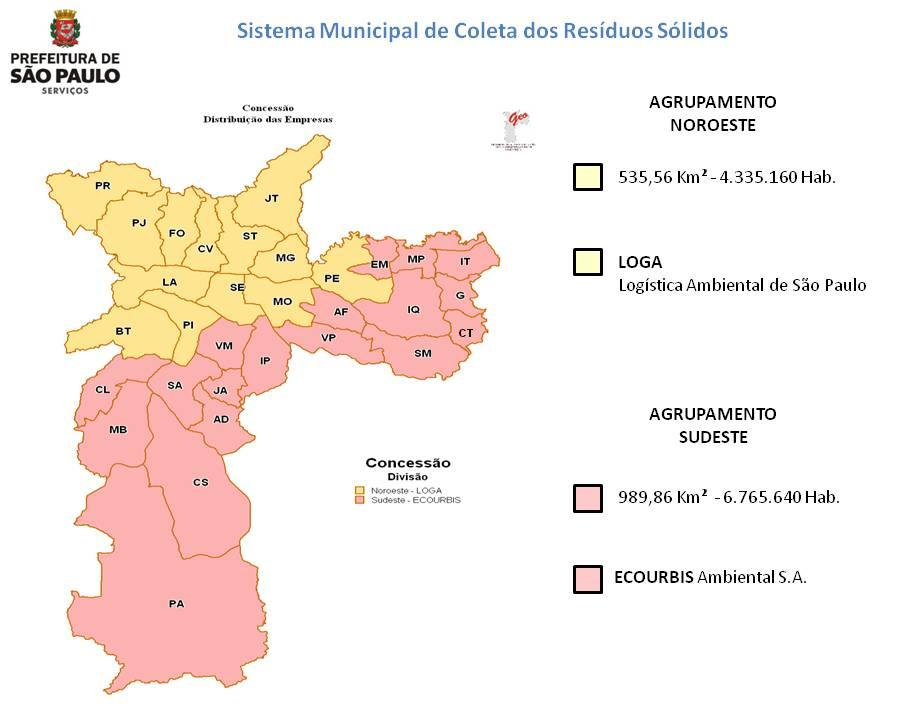 Sistema Municipal de Coleta dos Resíduos Sólidos
PREFEITURA DE
SÃO PAULO
SERVIÇOS
Concessão
Distribuição das Empresas
Geo
PR
JT
PJ
FO
CV
ST
MG
LA
SE
MO
PE
EM
MP
IT
BT
PI
AF
IQ
G
CT
VM
VP
IP
SM
CL
SA
JA
MB
AD
CS
PA
Concessão
Divisão
Noroeste - LOGA
Sudeste - ECOURBIS
AGRUPAMENTO
NOROESTE
535,56 Km² - 4.335.160 Hab.
LOGA
Logística Ambiental de São Paulo
AGRUPAMENTO
SUDESTE
989,86 Km² - 6.765.640 Hab.
ECOURBIS Ambiental S.A.